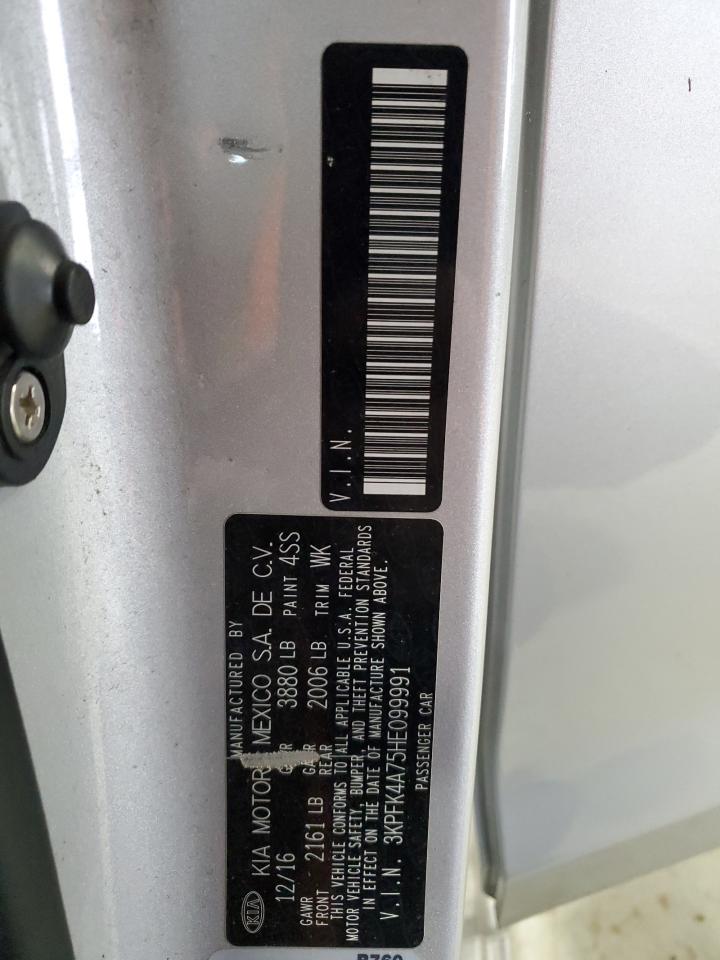 V.I.N.
MANUFACTURED BY
KIA KIA MOTORS MEXICO S.A. DE C.V.
12/16 3880 LB PAINT 4SS
GAWR FRONT 2161 LB GAWR REAR 2006 LB TRIM WK
THIS VEHICLE CONFORMS TO ALL APPLICABLE U.S.A. FEDERAL
MOTOR VEHICLE SAFETY, BUMPER, AND THEFT PREVENTION STANDARDS
IN EFFECT ON THE DATE OF MANUFACTURE SHOWN ABOVE.
V.I.N. 3KPFK4A75HE099991
PASSENGER CAR